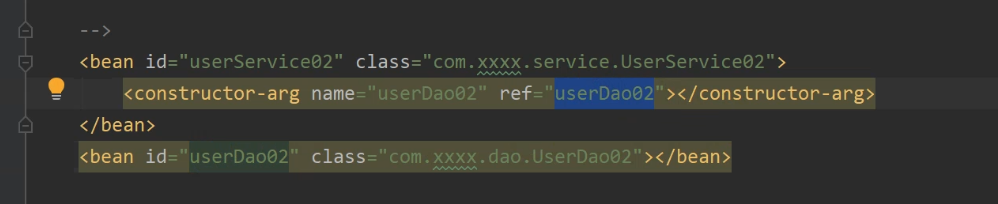 -->
<bean id="userService02" class="com.xxxx.service.UserService02">
<constructor-arg name="userDao02" ref="userDao02"></constructor-arg>
</bean>
<bean id="userDao02" class="com.xxxx.dao.UserDao02"></bean>